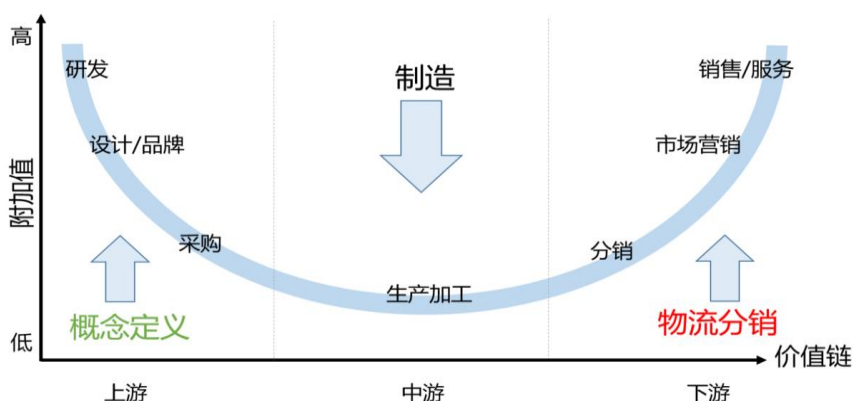 高
研发
制造
销售/服务
设计/品牌
市场营销
附加值
采购
分销
生产加工
概念定义
物流分销
低
价值链
上游
中游
下游